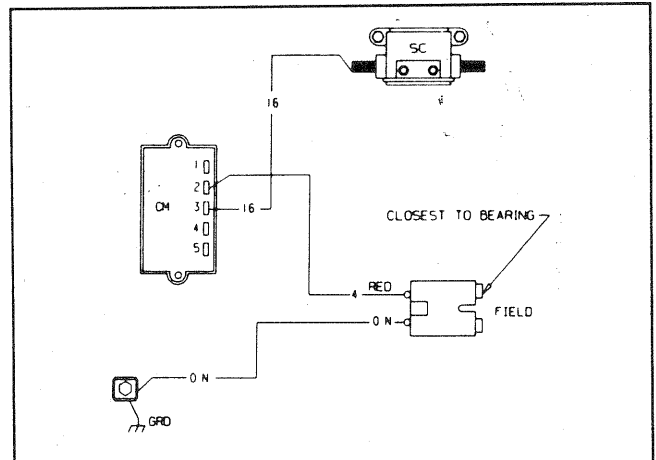 SC
16
1
2
CM
3
16
4
5
CLOSEST TO BEARING
4
RED
FIELD
0 N
0 N
GRD